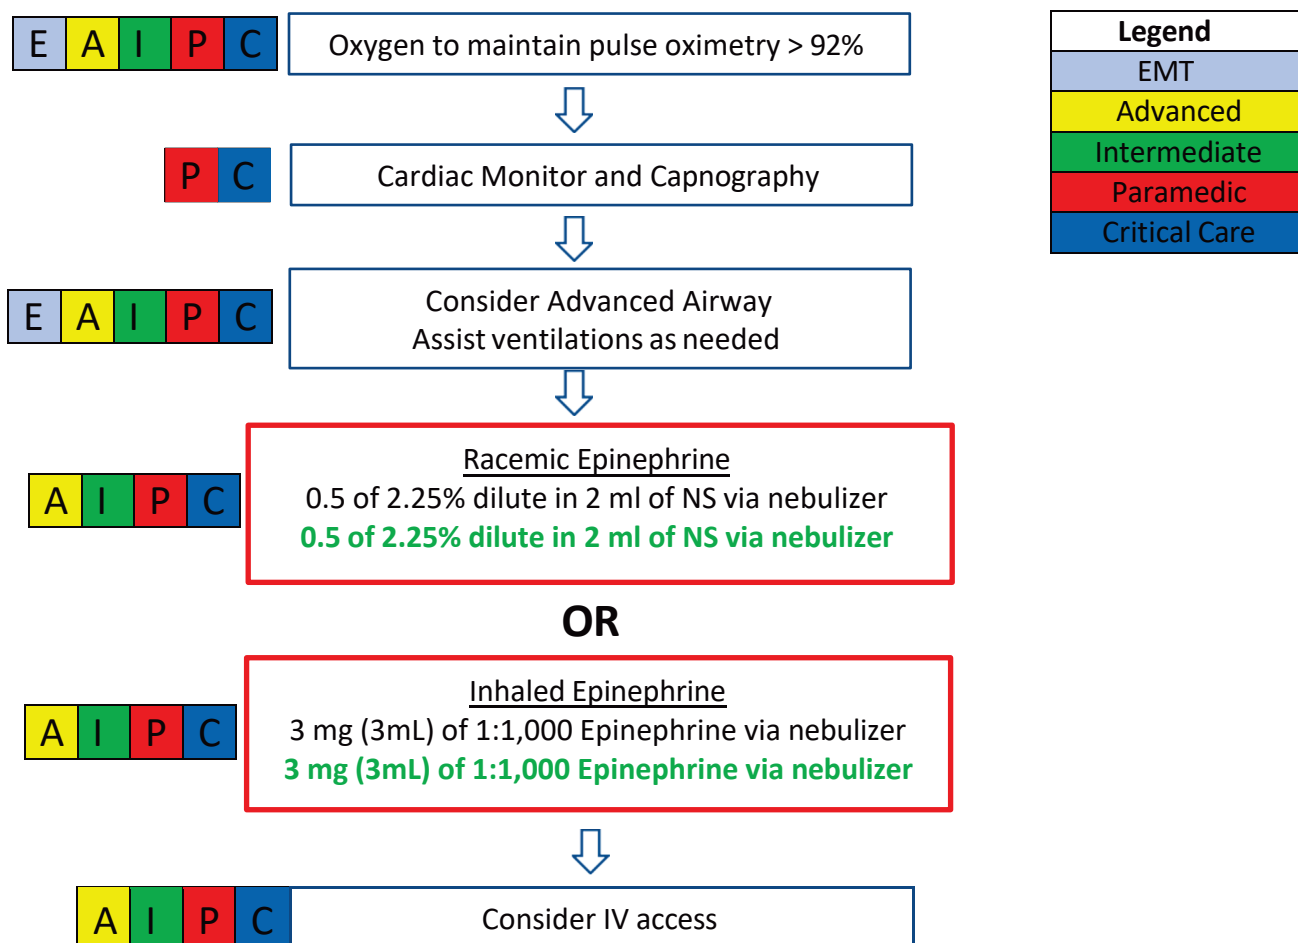 E A I P C
Oxygen to maintain pulse oximetry > 92%
Legend
EMT
Advanced
Intermediate
Paramedic
Critical Care
P C
Cardiac Monitor and Capnography
E A I P C
Consider Advanced Airway
Assist ventilations as needed
A I P C
Racemic Epinephrine
0.5 of 2.25% dilute in 2 ml of NS via nebulizer
0.5 of 2.25% dilute in 2 ml of NS via nebulizer
OR
A I P C
Inhaled Epinephrine
3 mg (3mL) of 1:1,000 Epinephrine via nebulizer
3 mg (3mL) of 1:1,000 Epinephrine via nebulizer
A I P C
Consider IV access